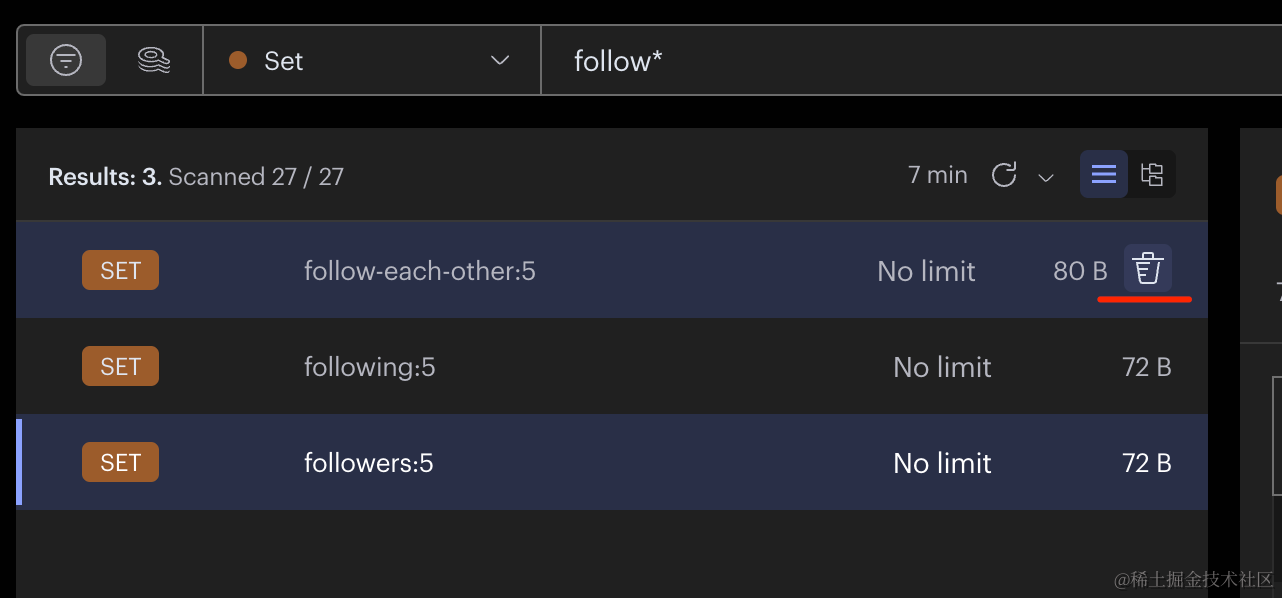 Set follow*
Results: 3. Scanned 27 / 27 7 min
SET follow-each-other:5 No limit 80 B
SET following:5 No limit 72 B
SET followers:5 No limit 72 B
@稀土掘金技术社区